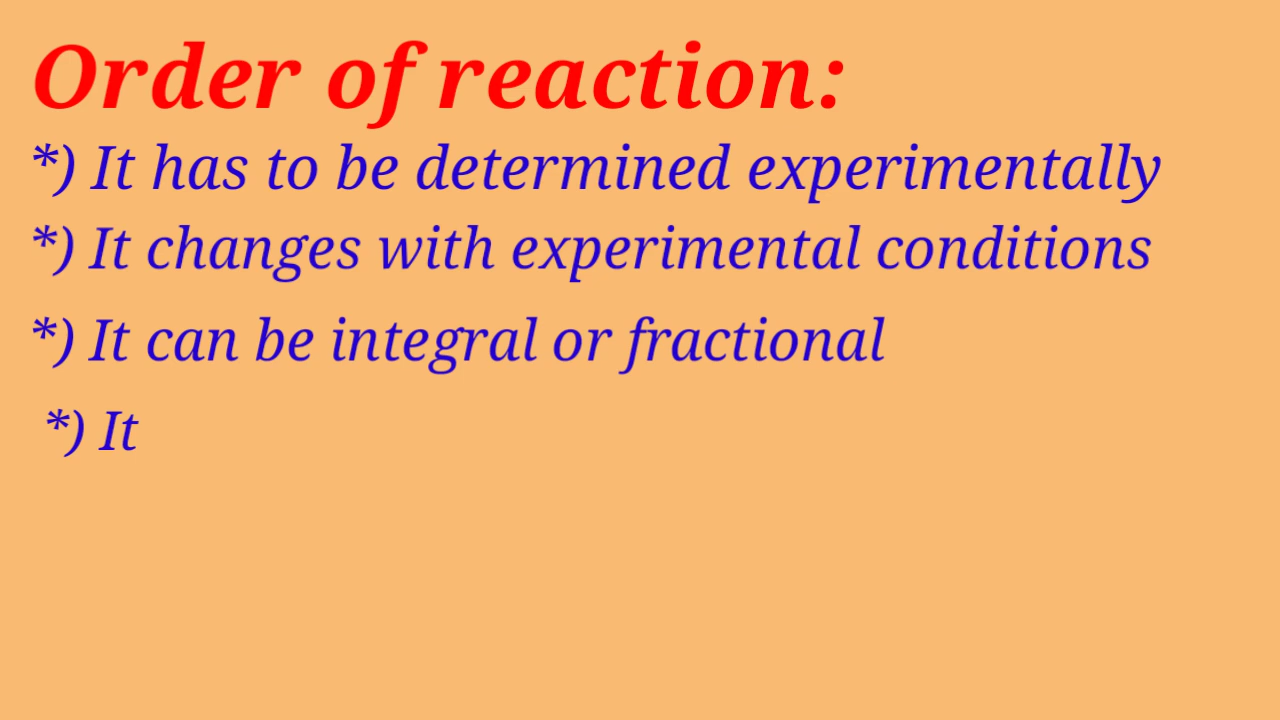 Order of reaction:
*) It has to be determined experimentally
*) It changes with experimental conditions
*) It can be integral or fractional
*) It